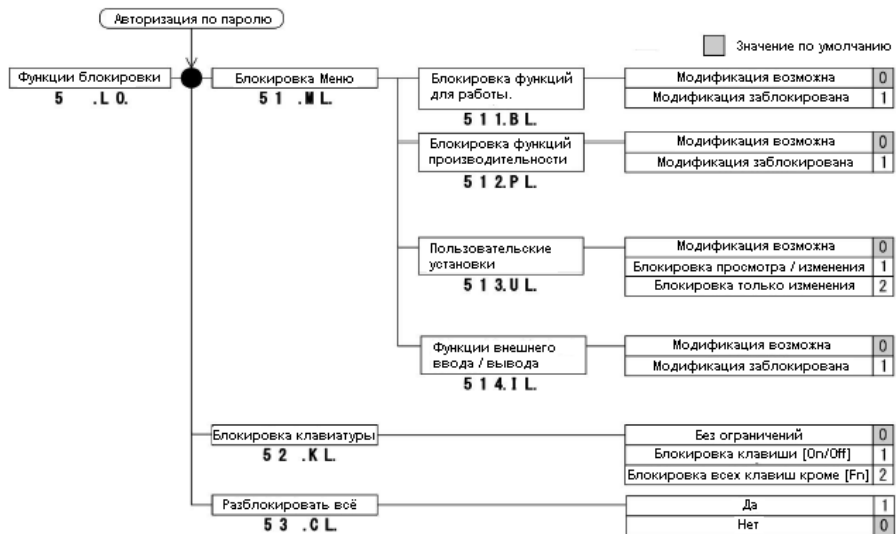 Авторизация по паролю
Значение по умолчанию
Функции блокировки
5 .L O.
Блокировка Меню
5 1 .M L.
Блокировка функций
для работы.
5 1 1.B L.
Модификация возможна 0
Модификация заблокирована 1
Блокировка функций
производительности
5 1 2.P L.
Модификация возможна 0
Модификация заблокирована 1
Пользовательские
установки
5 1 3.U L.
Модификация возможна 0
Блокировка просмотра / изменения 1
Блокировка только изменения 2
Функции внешнего
ввода / вывода
5 1 4.I L.
Модификация возможна 0
Модификация заблокирована 1
Блокировка клавиатуры
5 2 .K L.
Без ограничений 0
Блокировка клавиши [On/Off] 1
Блокировка всех клавиш кроме [Fn] 2
Разблокировать всё
5 3 .C L.
Да 1
Нет 0